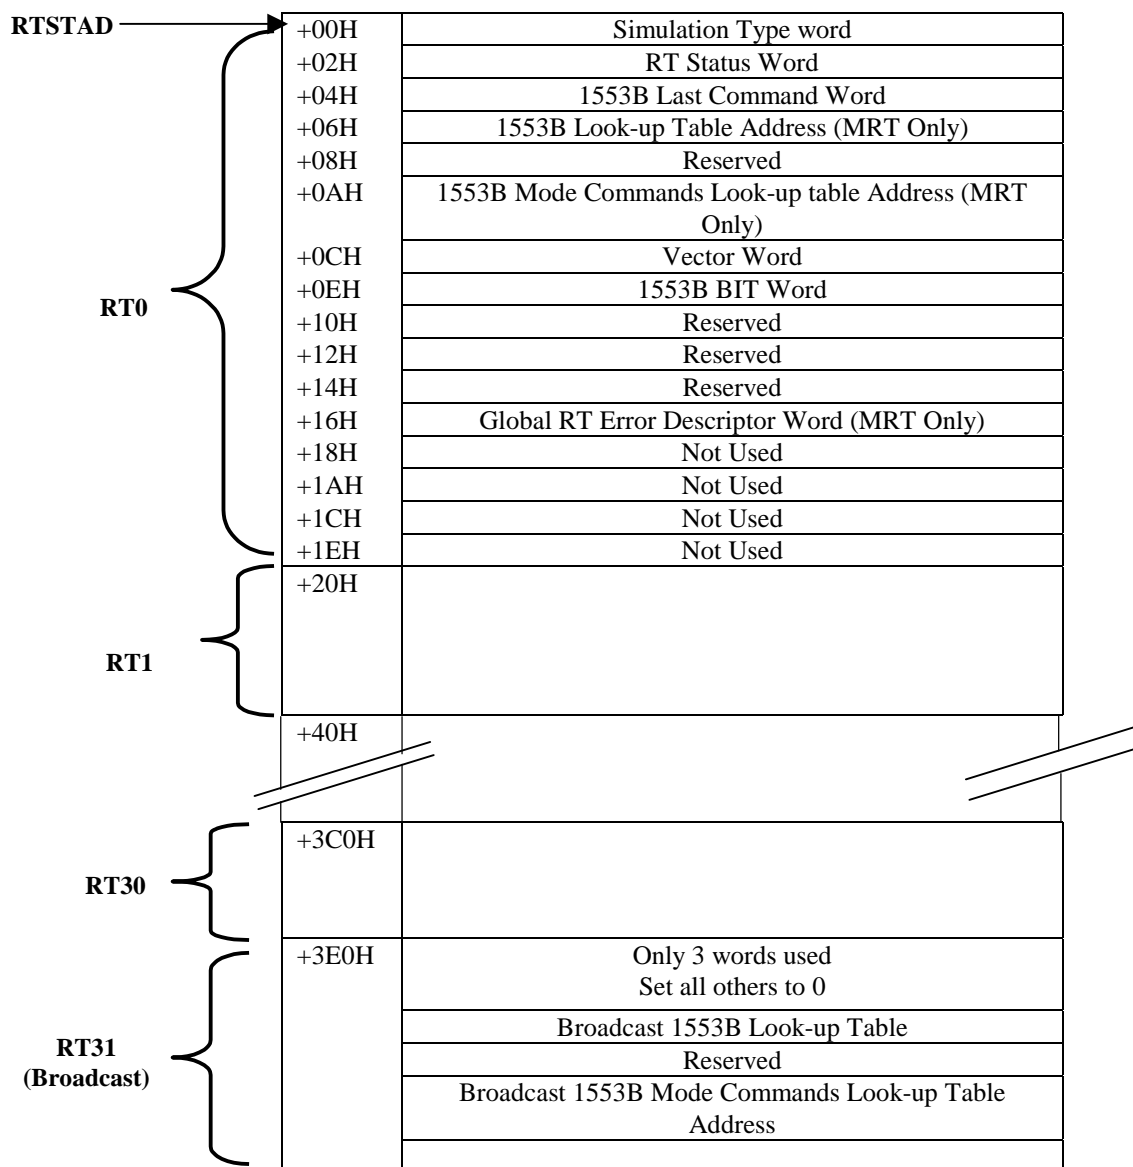 RTSTAD
+00H Simulation Type word
+02H RT Status Word
+04H 1553B Last Command Word
+06H 1553B Look-up Table Address (MRT Only)
+08H Reserved
+0AH 1553B Mode Commands Look-up table Address (MRT
Only)
+0CH Vector Word
+0EH 1553B BIT Word
RT0
+10H Reserved
+12H Reserved
+14H Reserved
+16H Global RT Error Descriptor Word (MRT Only)
+18H Not Used
+1AH Not Used
+1CH Not Used
+1EH Not Used
+20H
RT1
+40H
+3C0H
RT30
+3E0H Only 3 words used
Set all others to 0
Broadcast 1553B Look-up Table
RT31
(Broadcast)
Reserved
Broadcast 1553B Mode Commands Look-up Table
Address